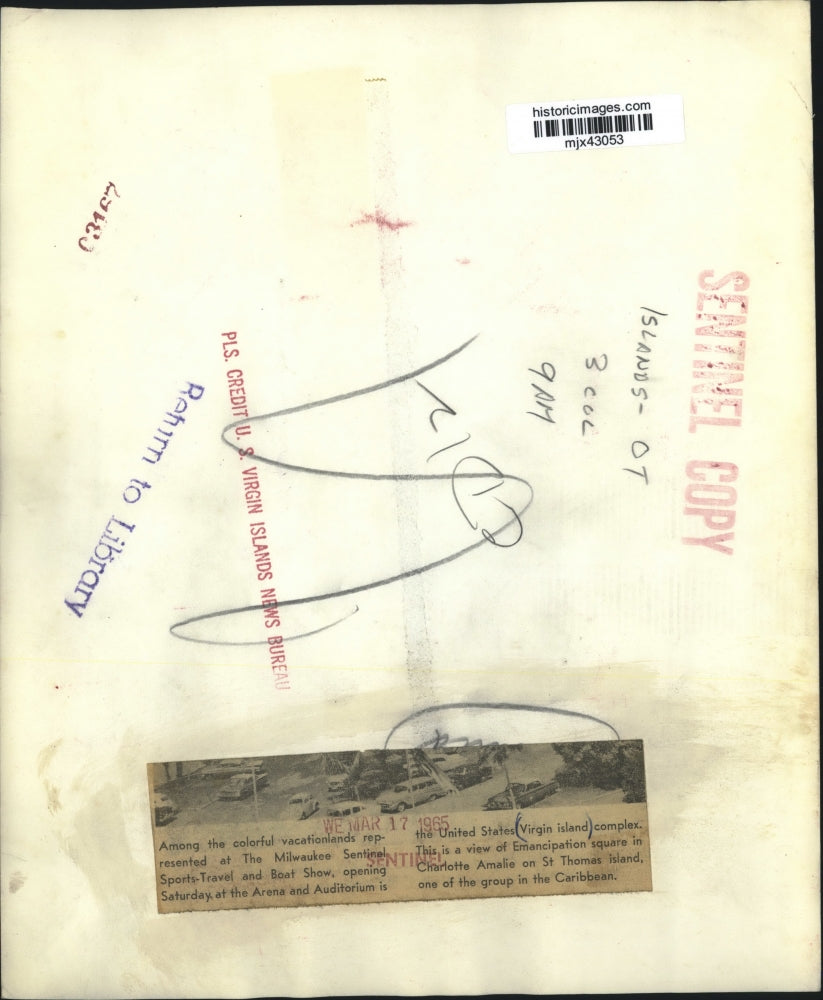 historicimages.com
mjx43053
03167
SENTINEL COPY
ISLANDS - OT
3 COL
9NM
PLS. CREDIT U. S. VIRGIN ISLANDS NEWS BUREAU
Return to Library
WE MAR 17 1965
SENTINEL
Among the colorful vacationlands rep-
resented at The Milwaukee Sentinel
Sports-Travel and Boat Show, opening
Saturday at the Arena and Auditorium is
the United States (Virgin island) complex.
This is a view of Emancipation square in
Charlotte Amalie on St Thomas island,
one of the group in the Caribbean.